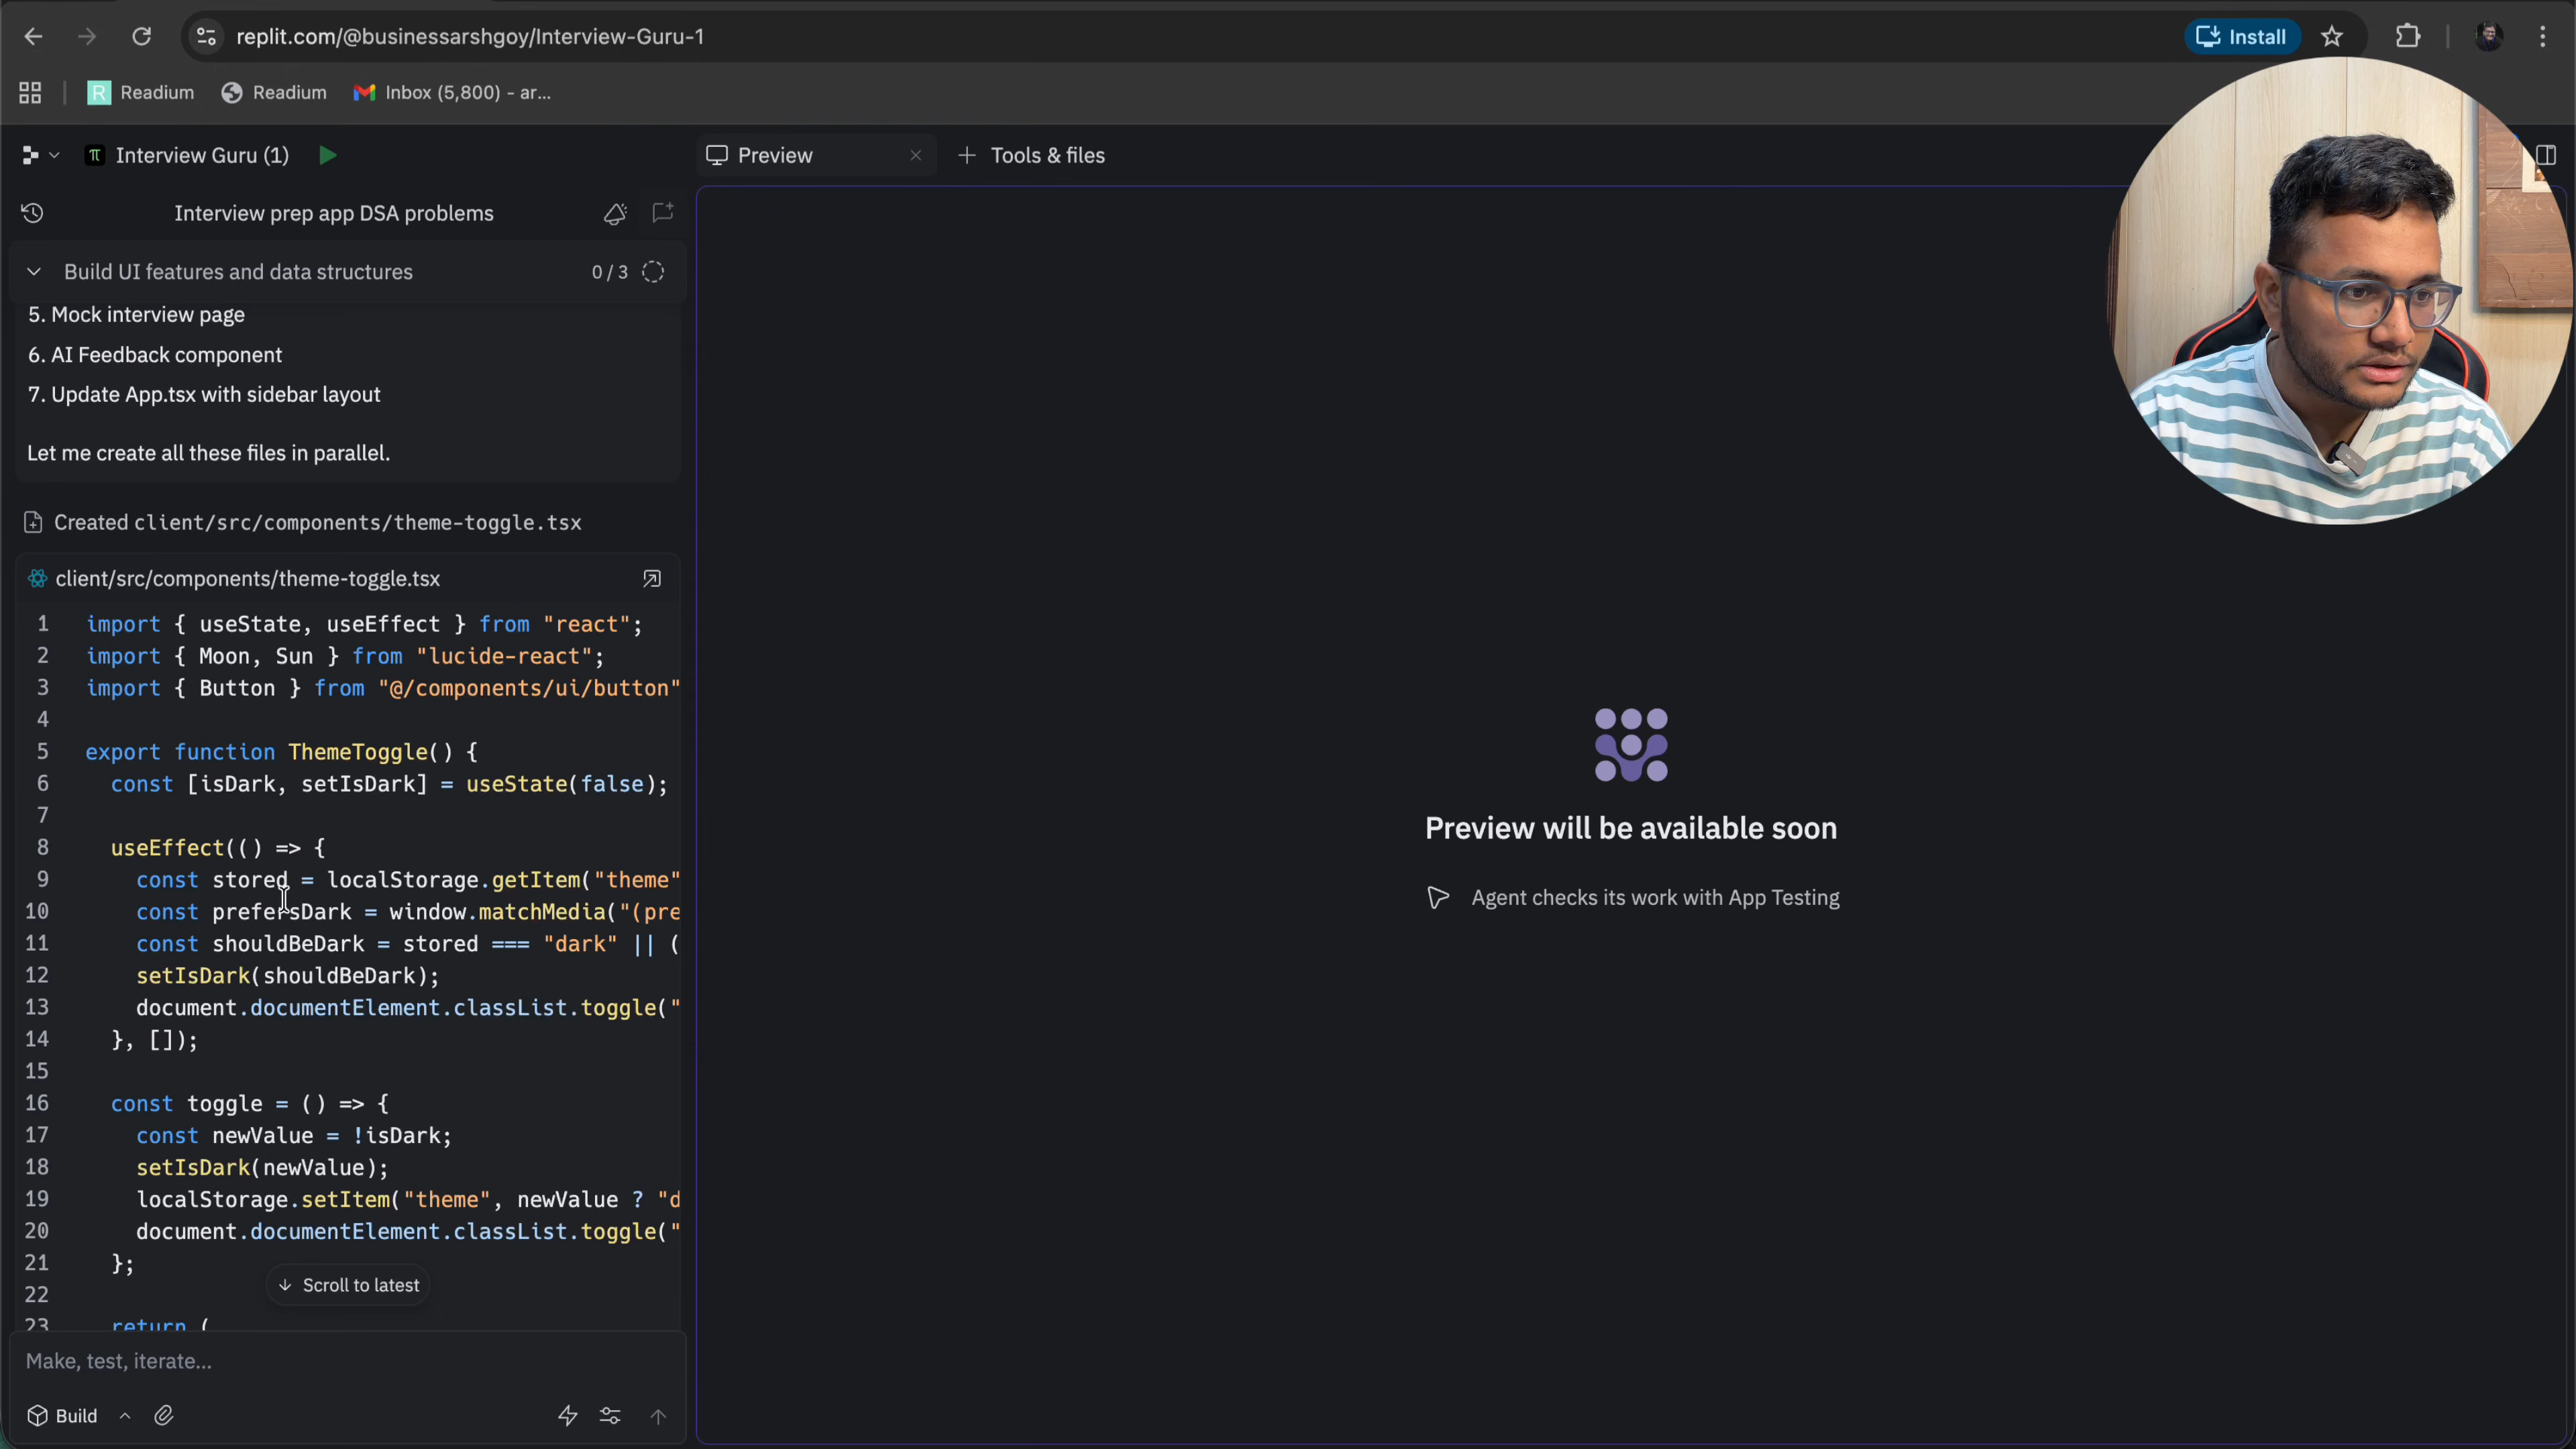 replit.com/@businessarshgoy/Interview-Guru-1
Install
R Readium
Readium
Inbox (5,800) - ar...
Interview Guru (1)
Preview
Tools & files
Interview prep app DSA problems
Build UI features and data structures
0 / 3
5. Mock interview page
6. AI Feedback component
7. Update App.tsx with sidebar layout
Let me create all these files in parallel.
Created client/src/components/theme-toggle.tsx
client/src/components/theme-toggle.tsx
1 import { useState, useEffect } from "react";
2 import { Moon, Sun } from "lucide-react";
3 import { Button } from "@/components/ui/button"
4
5 export function ThemeToggle() {
6 const [isDark, setIsDark] = useState(false);
7
8 useEffect(() => {
9 const stored = localStorage.getItem("theme"
10 const prefersDark = window.matchMedia("(pre
11 const shouldBeDark = stored === "dark" || (
12 setIsDark(shouldBeDark);
13 document.documentElement.classList.toggle("
14 }, []);
15
16 const toggle = () => {
17 const newValue = !isDark;
18 setIsDark(newValue);
19 localStorage.setItem("theme", newValue ? "d
20 document.documentElement.classList.toggle("
21 };
22
23 return (
Scroll to latest
Make, test, iterate...
Build
Preview will be available soon
Agent checks its work with App Testing